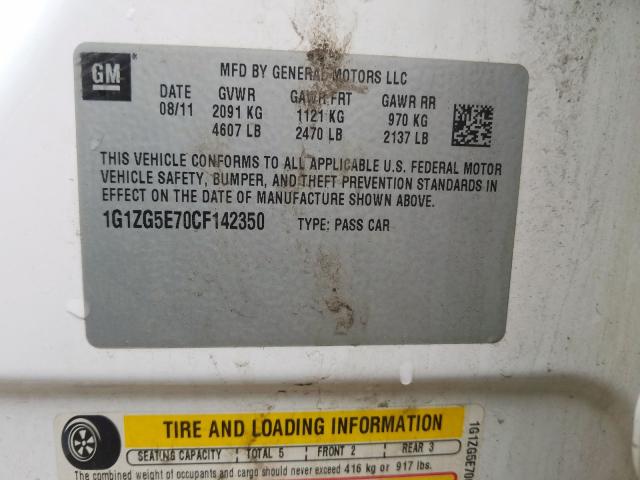 GM
MFD BY GENERAL MOTORS LLC
DATE GVWR GAWR FRT GAWR RR
08/11 2091 KG 1121 KG 970 KG
4607 LB 2470 LB 2137 LB
THIS VEHICLE CONFORMS TO ALL APPLICABLE U.S. FEDERAL MOTOR
VEHICLE SAFETY, BUMPER, AND THEFT PREVENTION STANDARDS IN
EFFECT ON THE DATE OF MANUFACTURE SHOWN ABOVE.
1G1ZG5E70CF142350 TYPE: PASS CAR
TIRE AND LOADING INFORMATION
SEATING CAPACITY TOTAL 5 FRONT 2 REAR 3
The combined weight of occupants and cargo should never exceed 416 kg or 917 lbs.
1G1ZG5E70